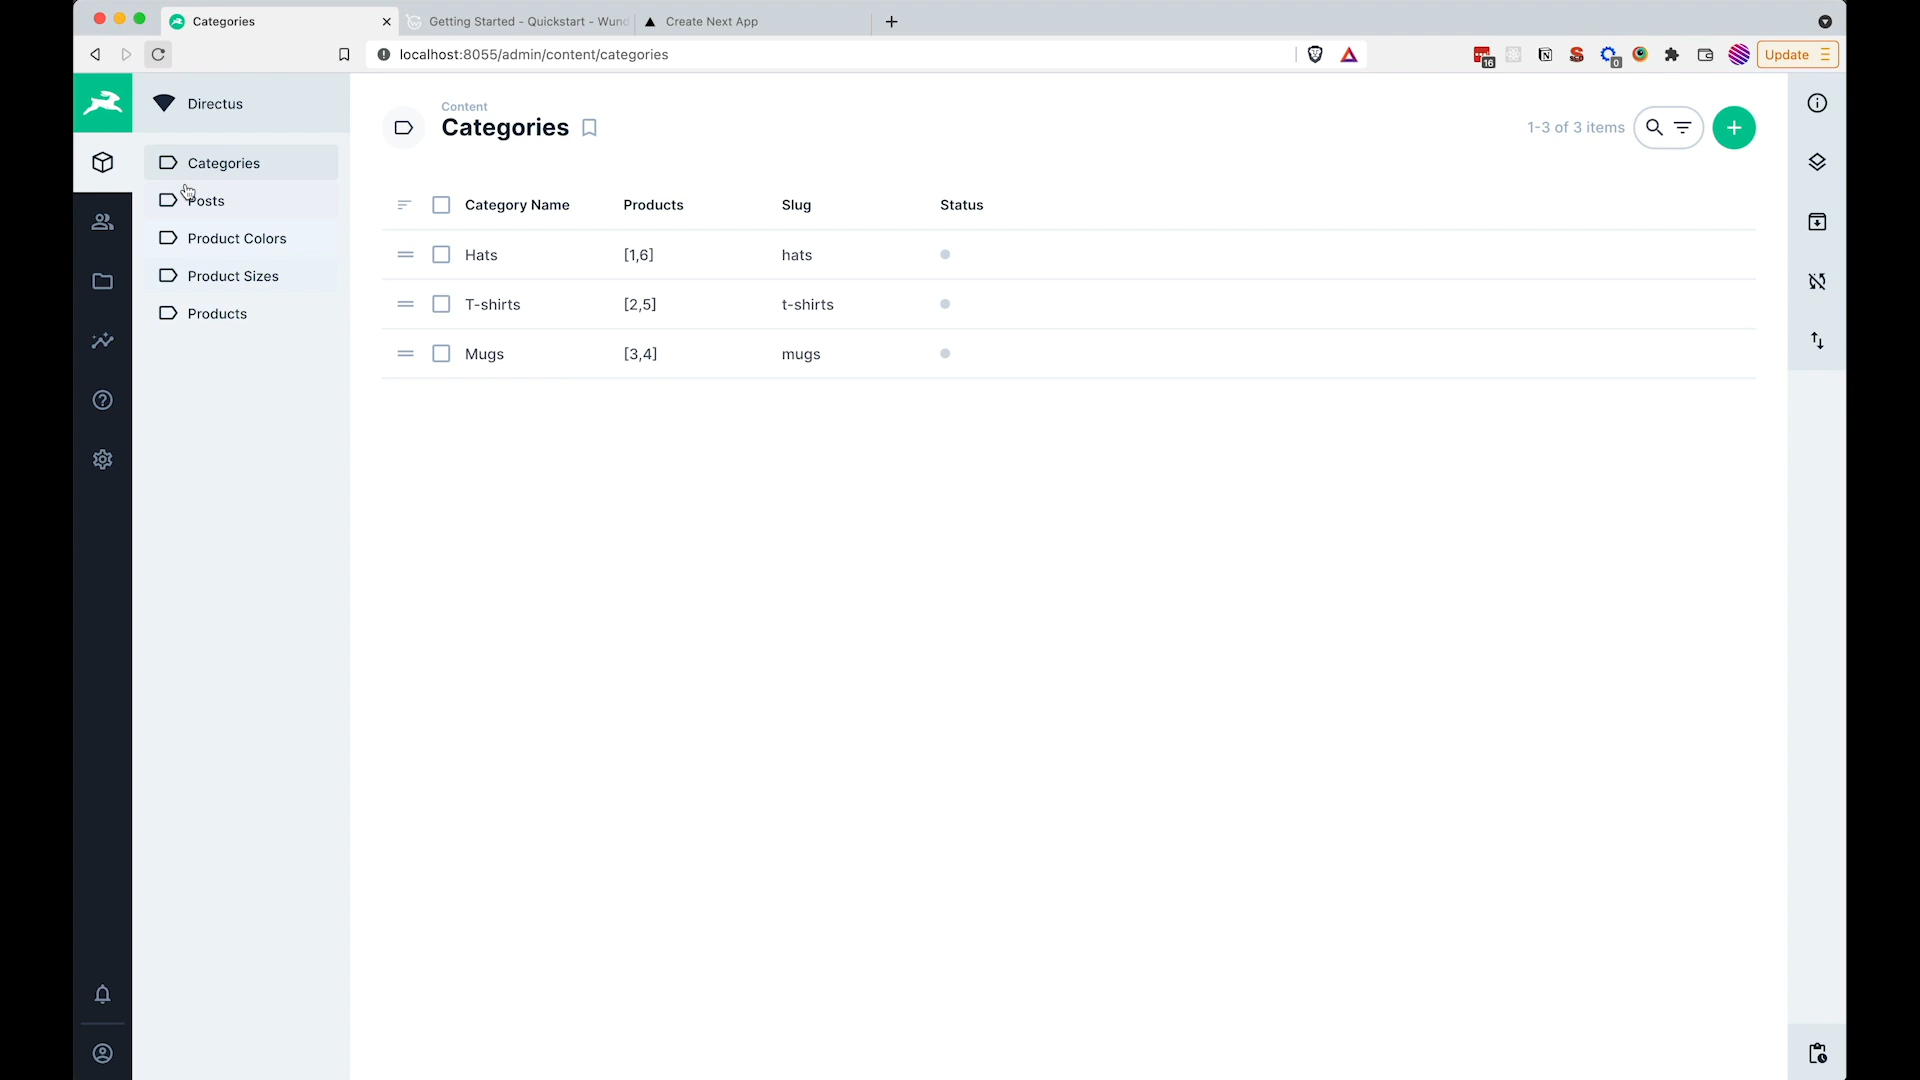 Categories
Getting Started - Quickstart - Wund
Create Next App
localhost:8055/admin/content/categories
16
0
Update
Directus
Content
Categories
1-3 of 3 items
Categories
Posts
Product Colors
Product Sizes
Products
Category Name Products Slug Status
Hats [1,6] hats
T-shirts [2,5] t-shirts
Mugs [3,4] mugs